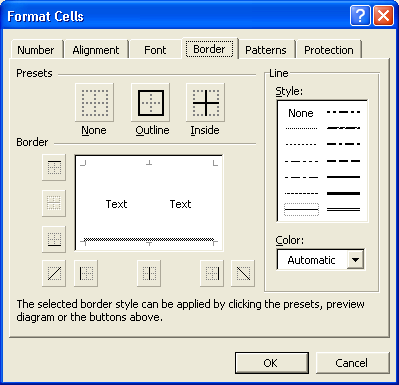 Format Cells
Number Alignment Font Border Patterns Protection
Presets
None Outline Inside
Border
Text Text
Line
Style:
None
Color:
Automatic
The selected border style can be applied by clicking the presets, preview
diagram or the buttons above.
OK Cancel